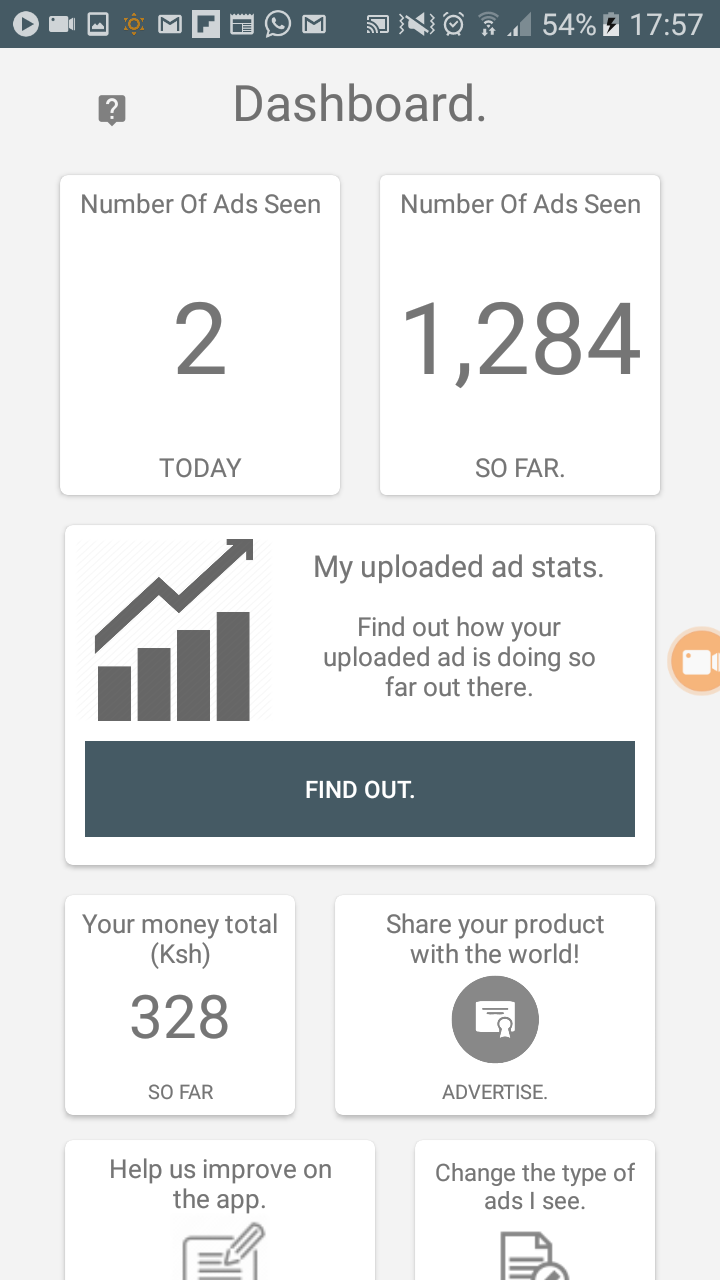 54% 17:57
Dashboard.
Number Of Ads Seen
2
TODAY
Number Of Ads Seen
1,284
SO FAR.
My uploaded ad stats.
Find out how your
uploaded ad is doing so
far out there.
FIND OUT.
Your money total
(Ksh)
328
SO FAR
Share your product
with the world!
ADVERTISE.
Help us improve on
the app.
Change the type of
ads I see.